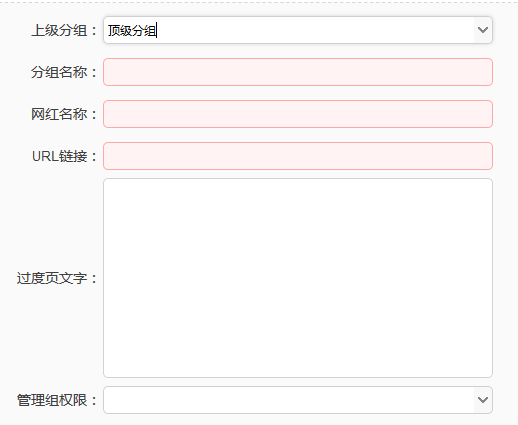 上级分组： 顶级分组
分组名称：
网红名称：
URL链接：
过度页文字：
管理组权限：